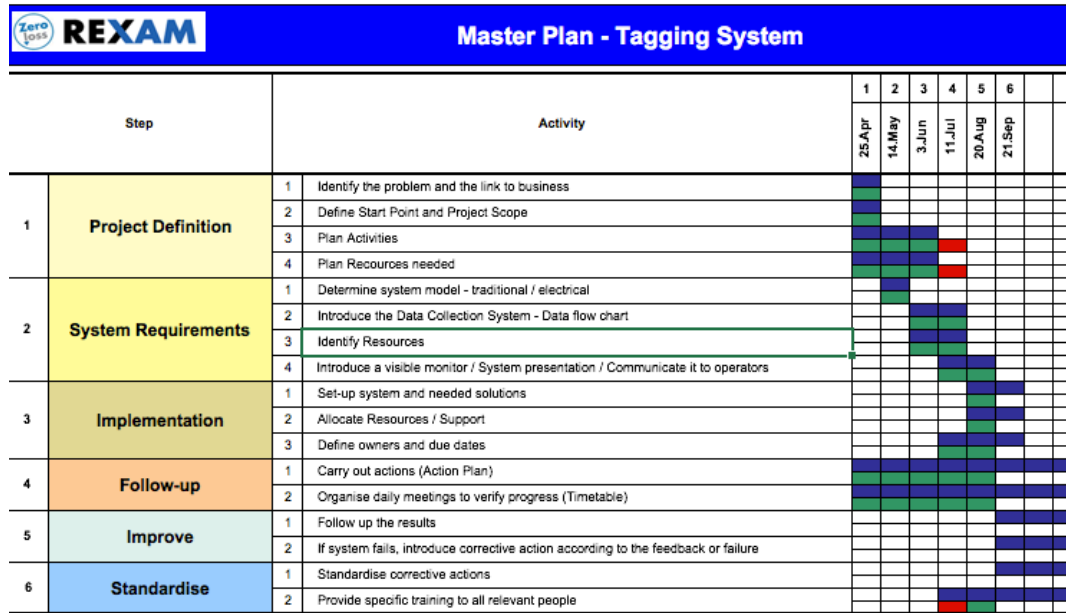 Zero
loss
REXAM
Master Plan - Tagging System
Step
Activity
1 2 3 4 5 6
25.Apr 14.May 3.Jun 11.Jul 20.Aug 21.Sep
1 Project Definition
1 Identify the problem and the link to business
2 Define Start Point and Project Scope
3 Plan Activities
4 Plan Recources needed
2 System Requirements
1 Determine system model - traditional / electrical
2 Introduce the Data Collection System - Data flow chart
3 Identify Resources
4 Introduce a visible monitor / System presentation / Communicate it to operators
3 Implementation
1 Set-up system and needed solutions
2 Allocate Resources / Support
3 Define owners and due dates
4 Follow-up
1 Carry out actions (Action Plan)
2 Organise daily meetings to verify progress (Timetable)
5 Improve
1 Follow up the results
2 If system fails, introduce corrective action according to the feedback or failure
6 Standardise
1 Standardise corrective actions
2 Provide specific training to all relevant people